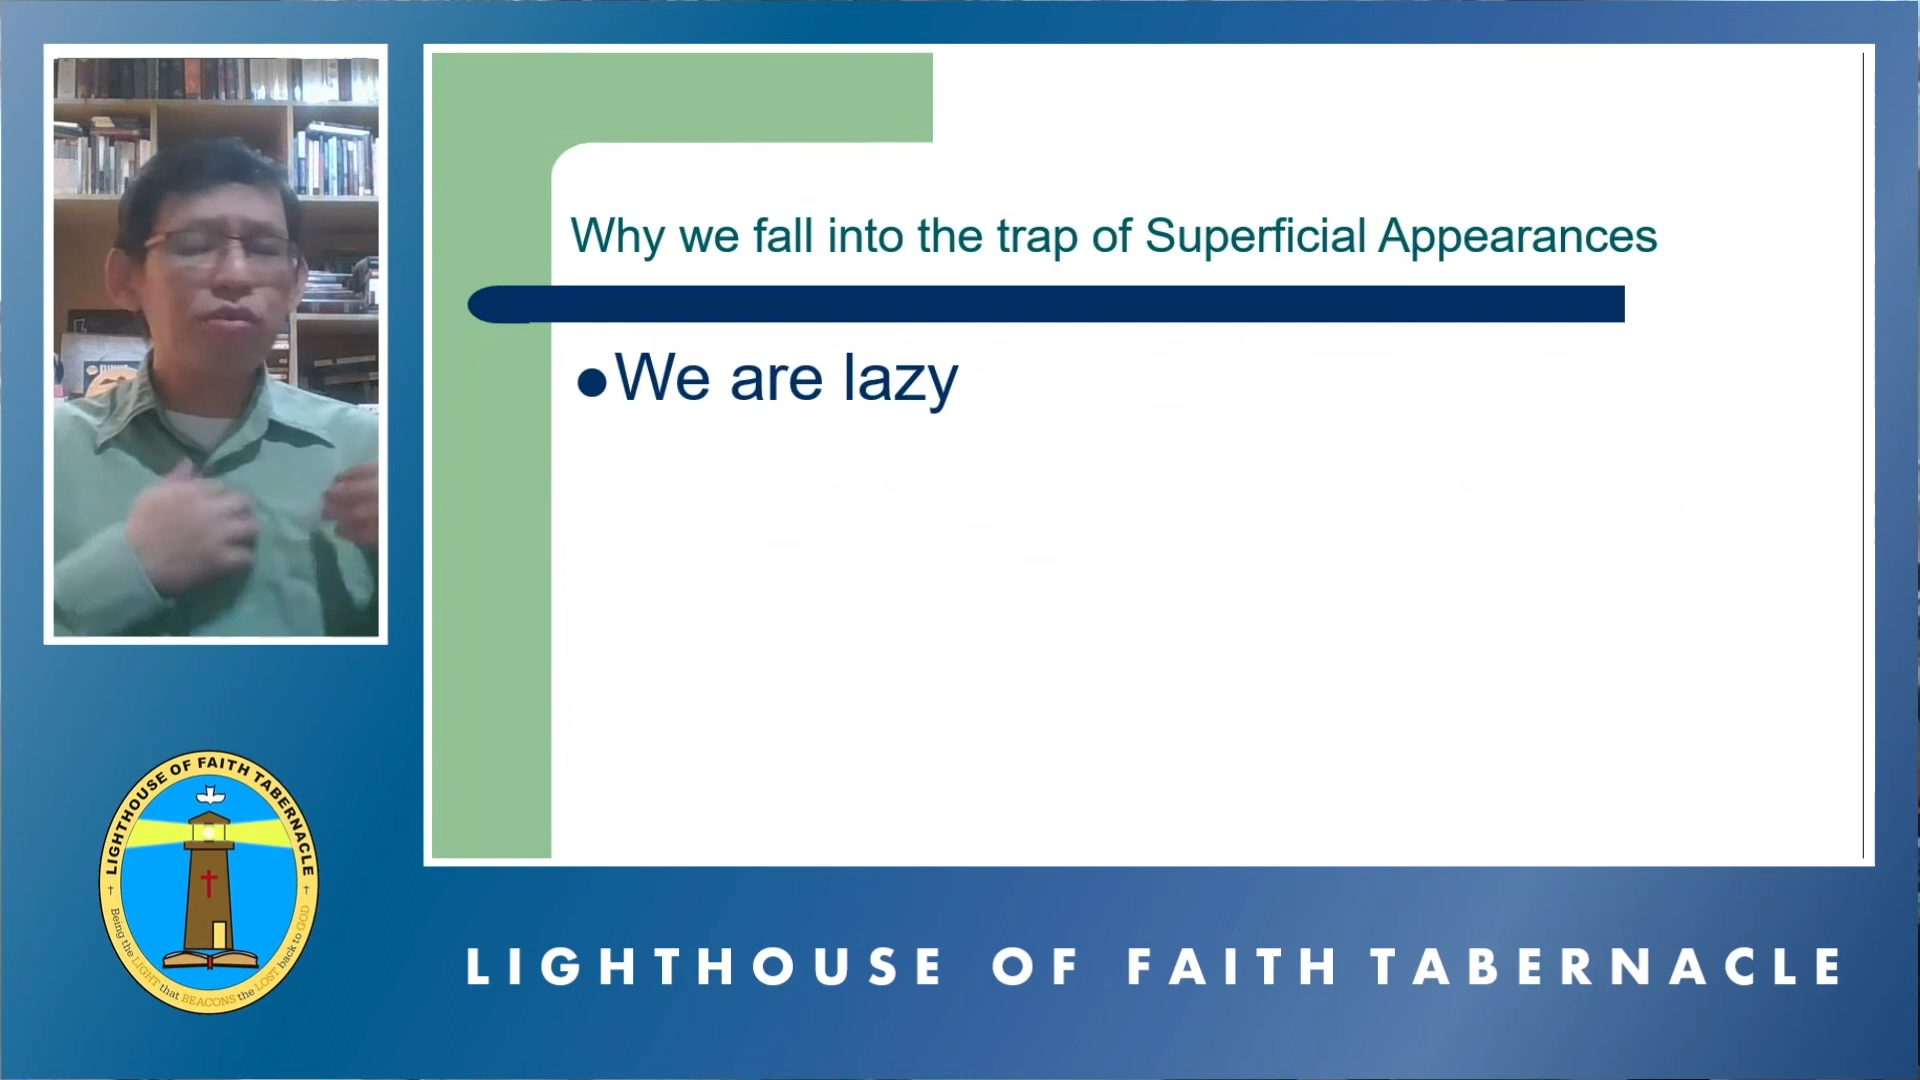 Why we fall into the trap of Superficial Appearances
●We are lazy
LIGHTHOUSE OF FAITH TABERNACLE
Being the LIGHT that BEACONS the LOST back to GOD
LIGHTHOUSE OF FAITH TABERNACLE